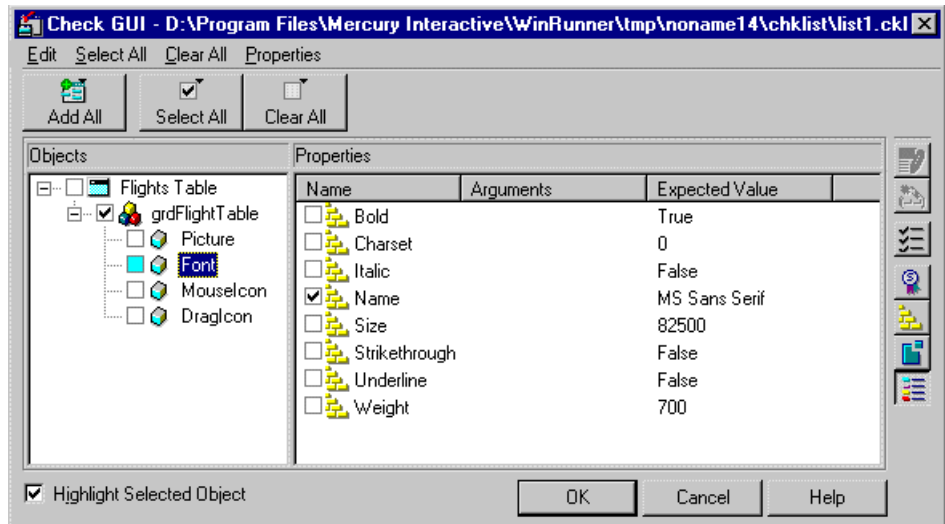 Check GUI - D:\Program Files\Mercury Interactive\WinRunner\tmp\noname14\chklist\list1.ckl
Edit Select All Clear All Properties
Add All Select All Clear All
Objects
Flights Table
grdFlightTable
Picture
Font
MouseIcon
DragIcon
Properties
Name Arguments Expected Value
Bold True
Charset 0
Italic False
Name MS Sans Serif
Size 82500
Strikethrough False
Underline False
Weight 700
Highlight Selected Object
OK Cancel Help